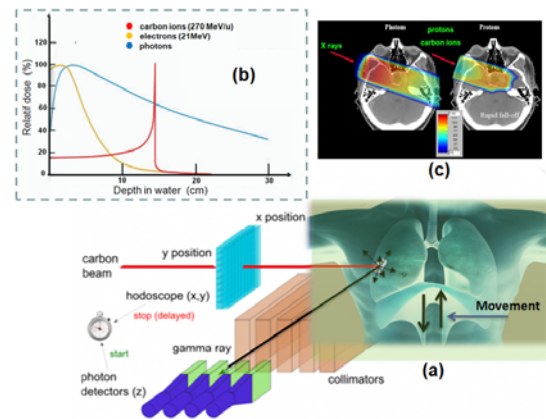 carbon ions (270 MeV/u)
electrons (21MeV)
photons
(b)
Relatif dose (%)
120
100
80
60
40
20
0
10
20
30
Depth in water (cm)
Photons
Protons
X rays
protons
carbon ions
Rapid fall-off
(c)
x position
y position
carbon
beam
hodoscope (x,y)
stop (delayed)
start
gamma ray
photon
detectors (z)
collimators
Movement
(a)